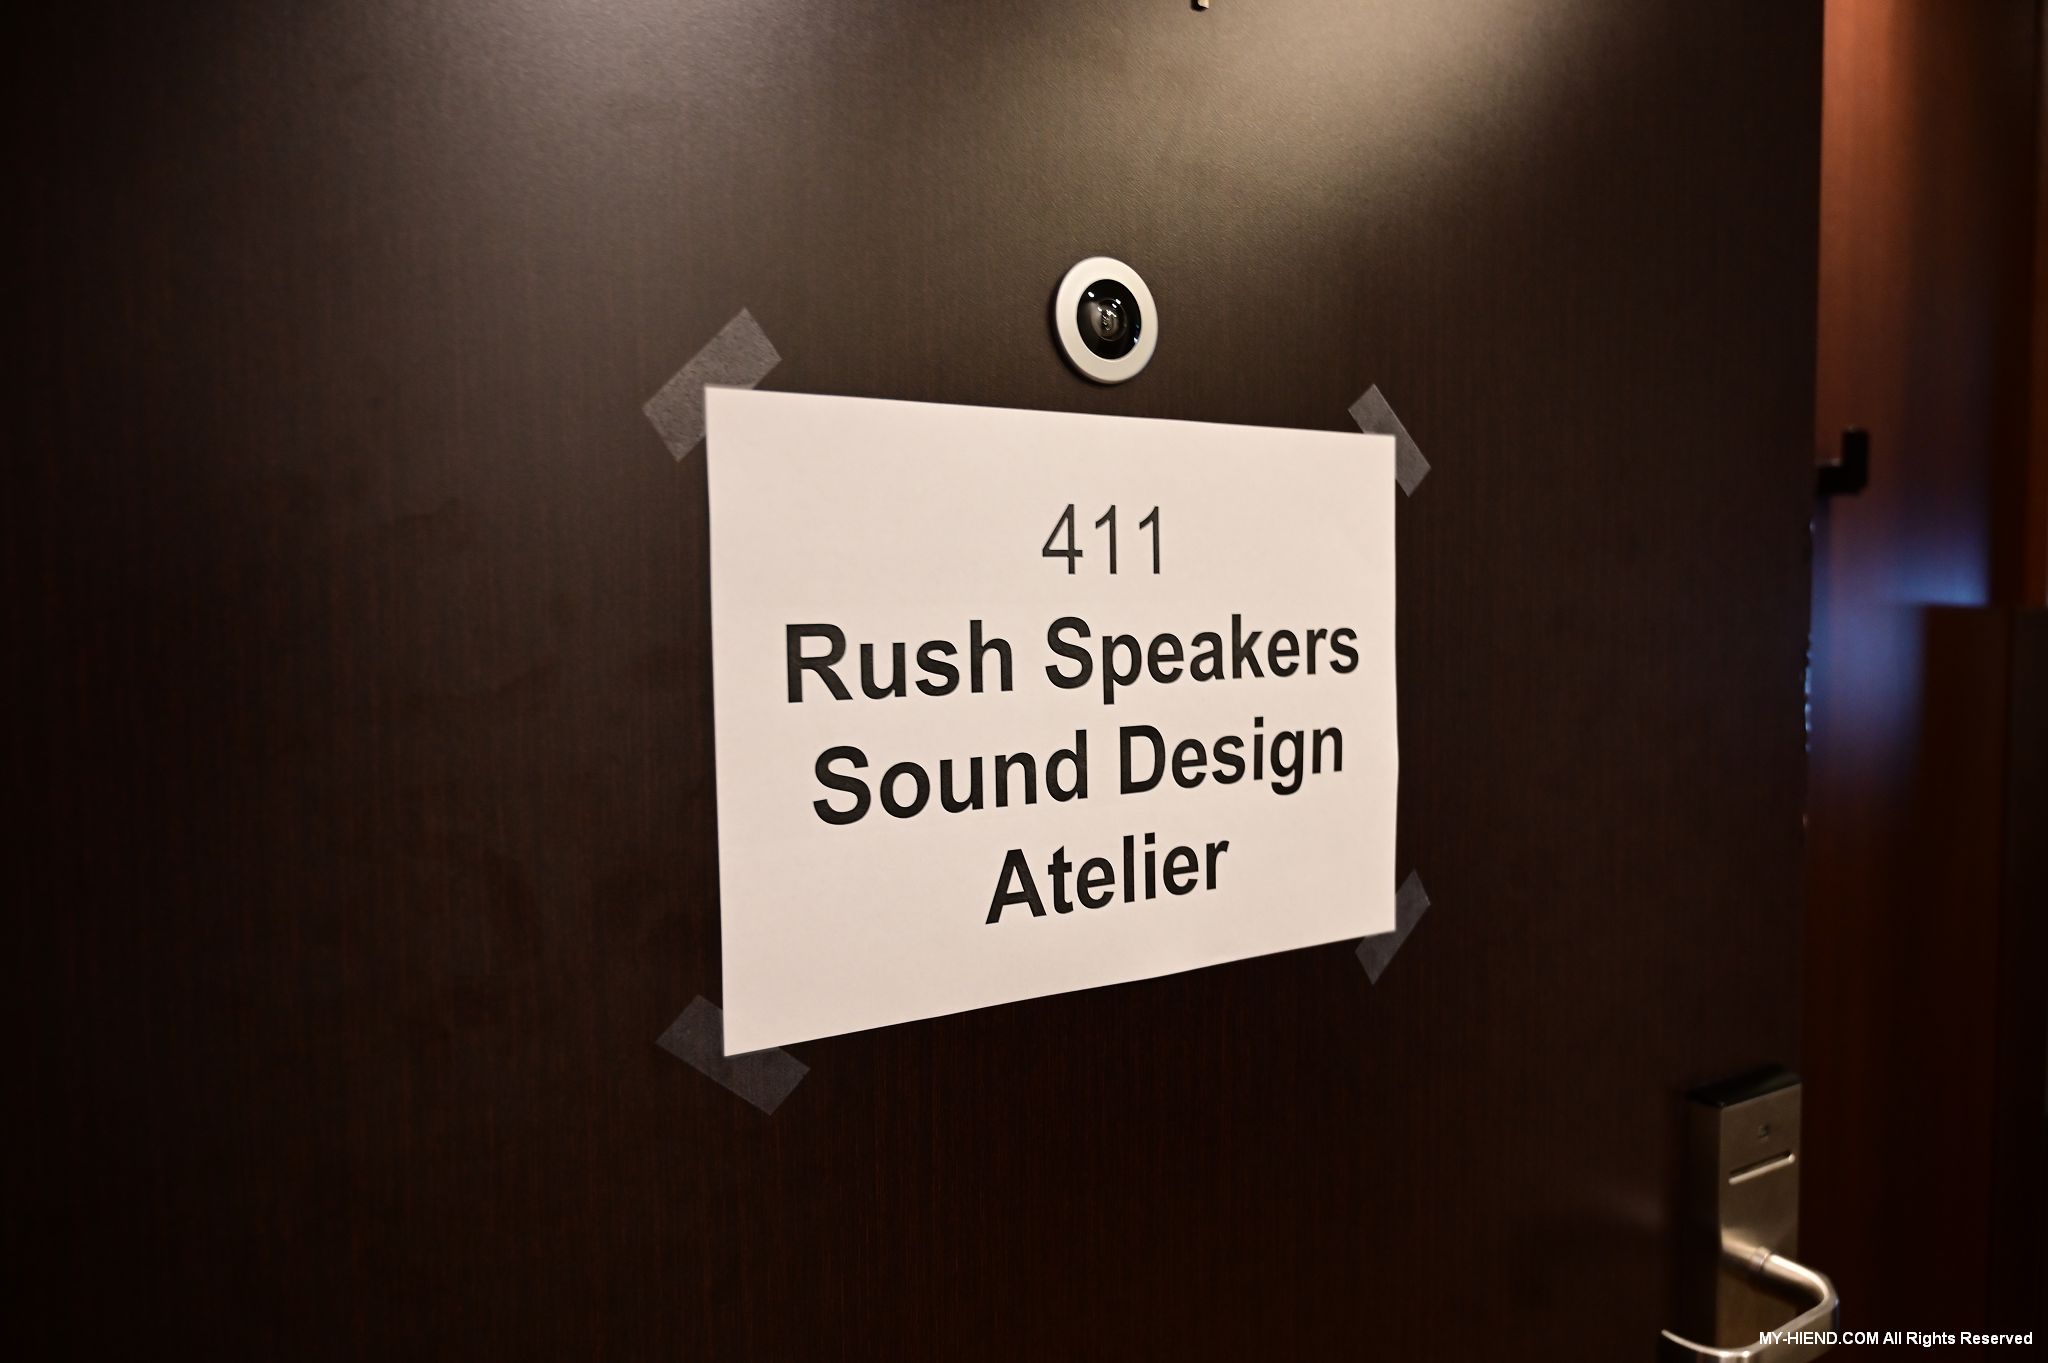 411
Rush Speakers
Sound Design
Atelier
MY-HIEND.COM All Rights Reserved